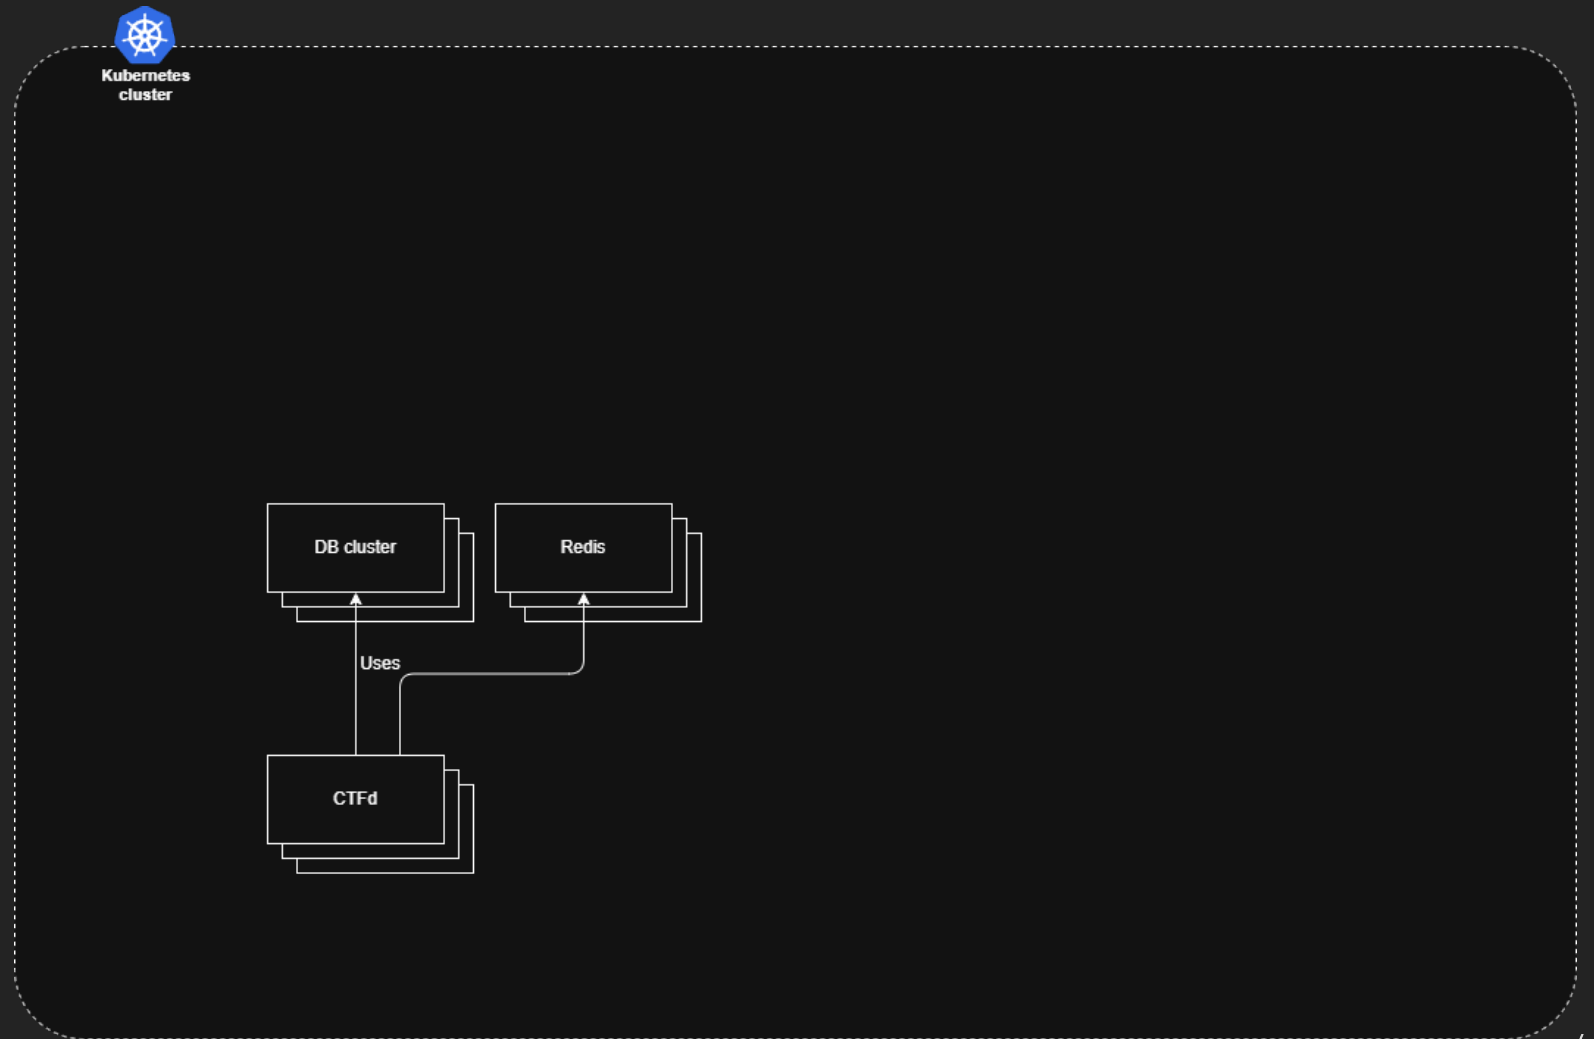 Kubernetes
cluster
DB cluster
Redis
Uses
CTFd